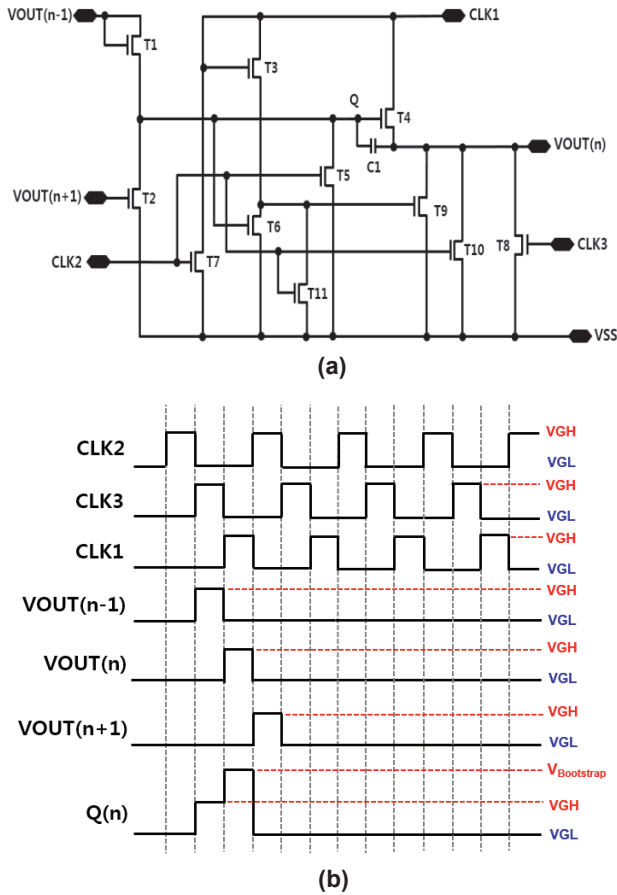 VOUT(n-1)
CLK1
T1
T3
Q
T4
VOUT(n)
C1
T5
VOUT(n+1)
T2
T9
T6
T8
CLK3
T10
CLK2
T7
T11
VSS
(a)
CLK2
VGH
VGL
CLK3
VGH
VGL
CLK1
VGH
VGL
VOUT(n-1)
VGH
VGL
VOUT(n)
VGH
VGL
VOUT(n+1)
VGH
VGL
Q(n)
VBootstrap
VGH
VGL
(b)